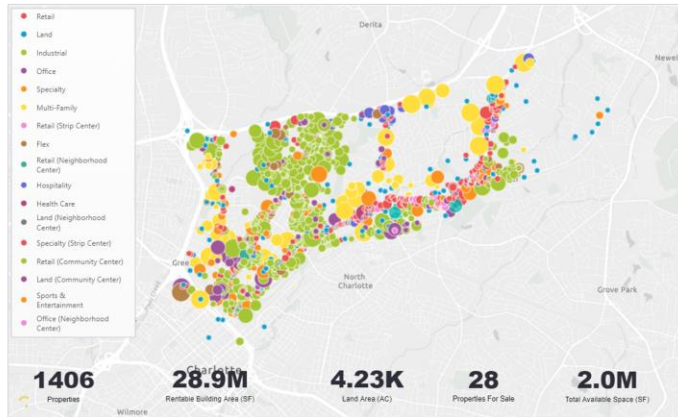 Retail
Land
Industrial
Office
Specialty
Multi-Family
Retail (Strip Center)
Flex
Retail (Neighborhood
Center)
Hospitality
Health Care
Land (Neighborhood
Center)
Specialty (Strip Center)
Retail (Community Center)
Land (Community Center)
Sports &
Entertainment
Office (Neighborhood
Center)
Derita
Newell
Gree
North
Charlotte
Grove Park
Charlotte
Wilmore
1406
Properties
28.9M
Rentable Building Area (SF)
4.23K
Land Area (AC)
28
Properties For Sale
2.0M
Total Available Space (SF)